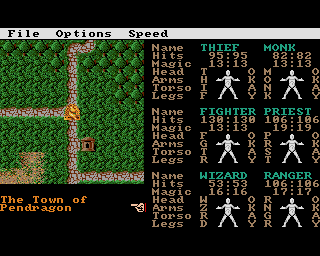 File Options Speed
Name THIEF MONK
Hits 95:95 82:82
Magic 13:13 13:13
Head T O M O
Arms H K O K
Torso I A N A
Legs F Y K Y
Name FIGHTER PRIEST
Hits 130:130 106:106
Magic 13:13 19:19
Head F O P O
Arms G K R K
Torso T A S A
Legs R Y T Y
Name WIZARD RANGER
Hits 53:53 106:106
Magic 16:16 17:17
Head W O R O
Arms Z K N K
Torso R A G A
Legs D Y R Y
The Town of
Pendragon